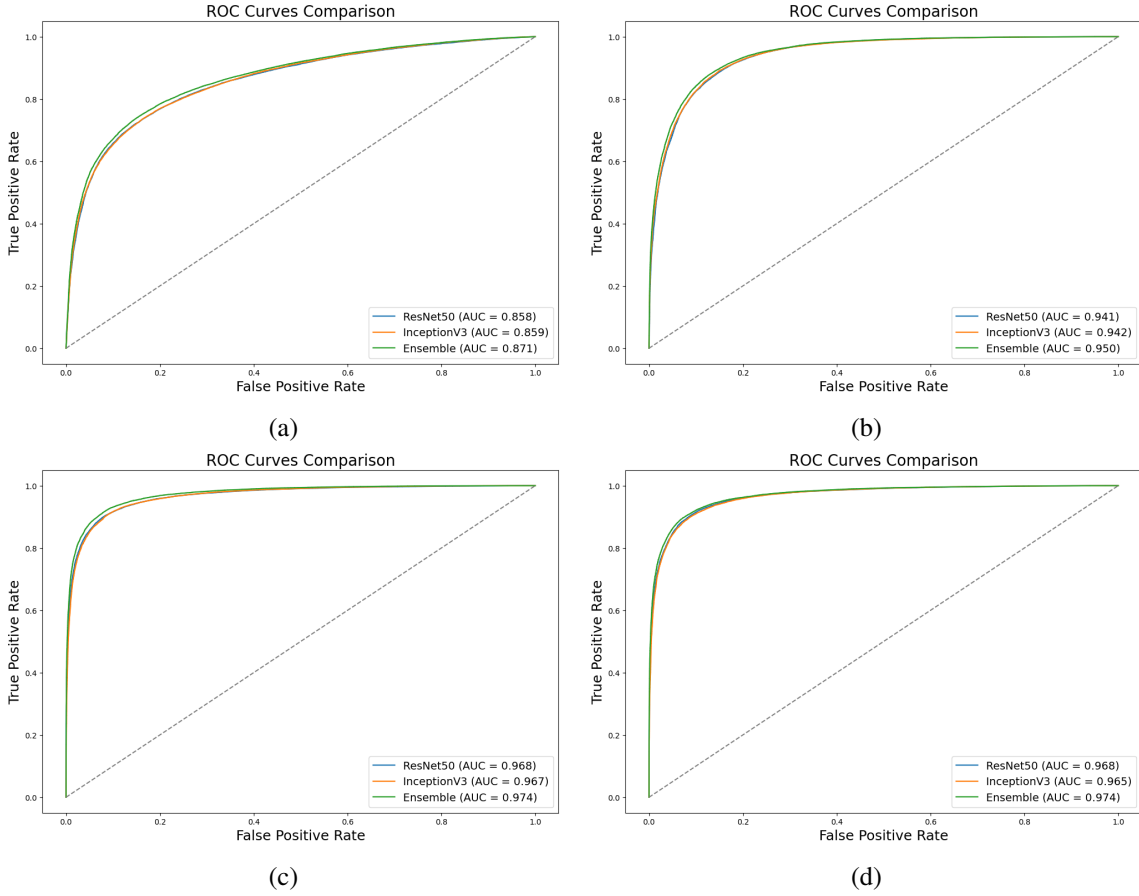 ROC Curves Comparison
1.0
0.8
0.6
0.4
0.2
0.0
True Positive Rate
ResNet50 (AUC = 0.858)
InceptionV3 (AUC = 0.859)
Ensemble (AUC = 0.871)
0.0 0.2 0.4 0.6 0.8 1.0
False Positive Rate
(a)
ROC Curves Comparison
1.0
0.8
0.6
0.4
0.2
0.0
True Positive Rate
ResNet50 (AUC = 0.941)
InceptionV3 (AUC = 0.942)
Ensemble (AUC = 0.950)
0.0 0.2 0.4 0.6 0.8 1.0
False Positive Rate
(b)
ROC Curves Comparison
1.0
0.8
0.6
0.4
0.2
0.0
True Positive Rate
ResNet50 (AUC = 0.968)
InceptionV3 (AUC = 0.967)
Ensemble (AUC = 0.974)
0.0 0.2 0.4 0.6 0.8 1.0
False Positive Rate
(c)
ROC Curves Comparison
1.0
0.8
0.6
0.4
0.2
0.0
True Positive Rate
ResNet50 (AUC = 0.968)
InceptionV3 (AUC = 0.965)
Ensemble (AUC = 0.974)
0.0 0.2 0.4 0.6 0.8 1.0
False Positive Rate
(d)